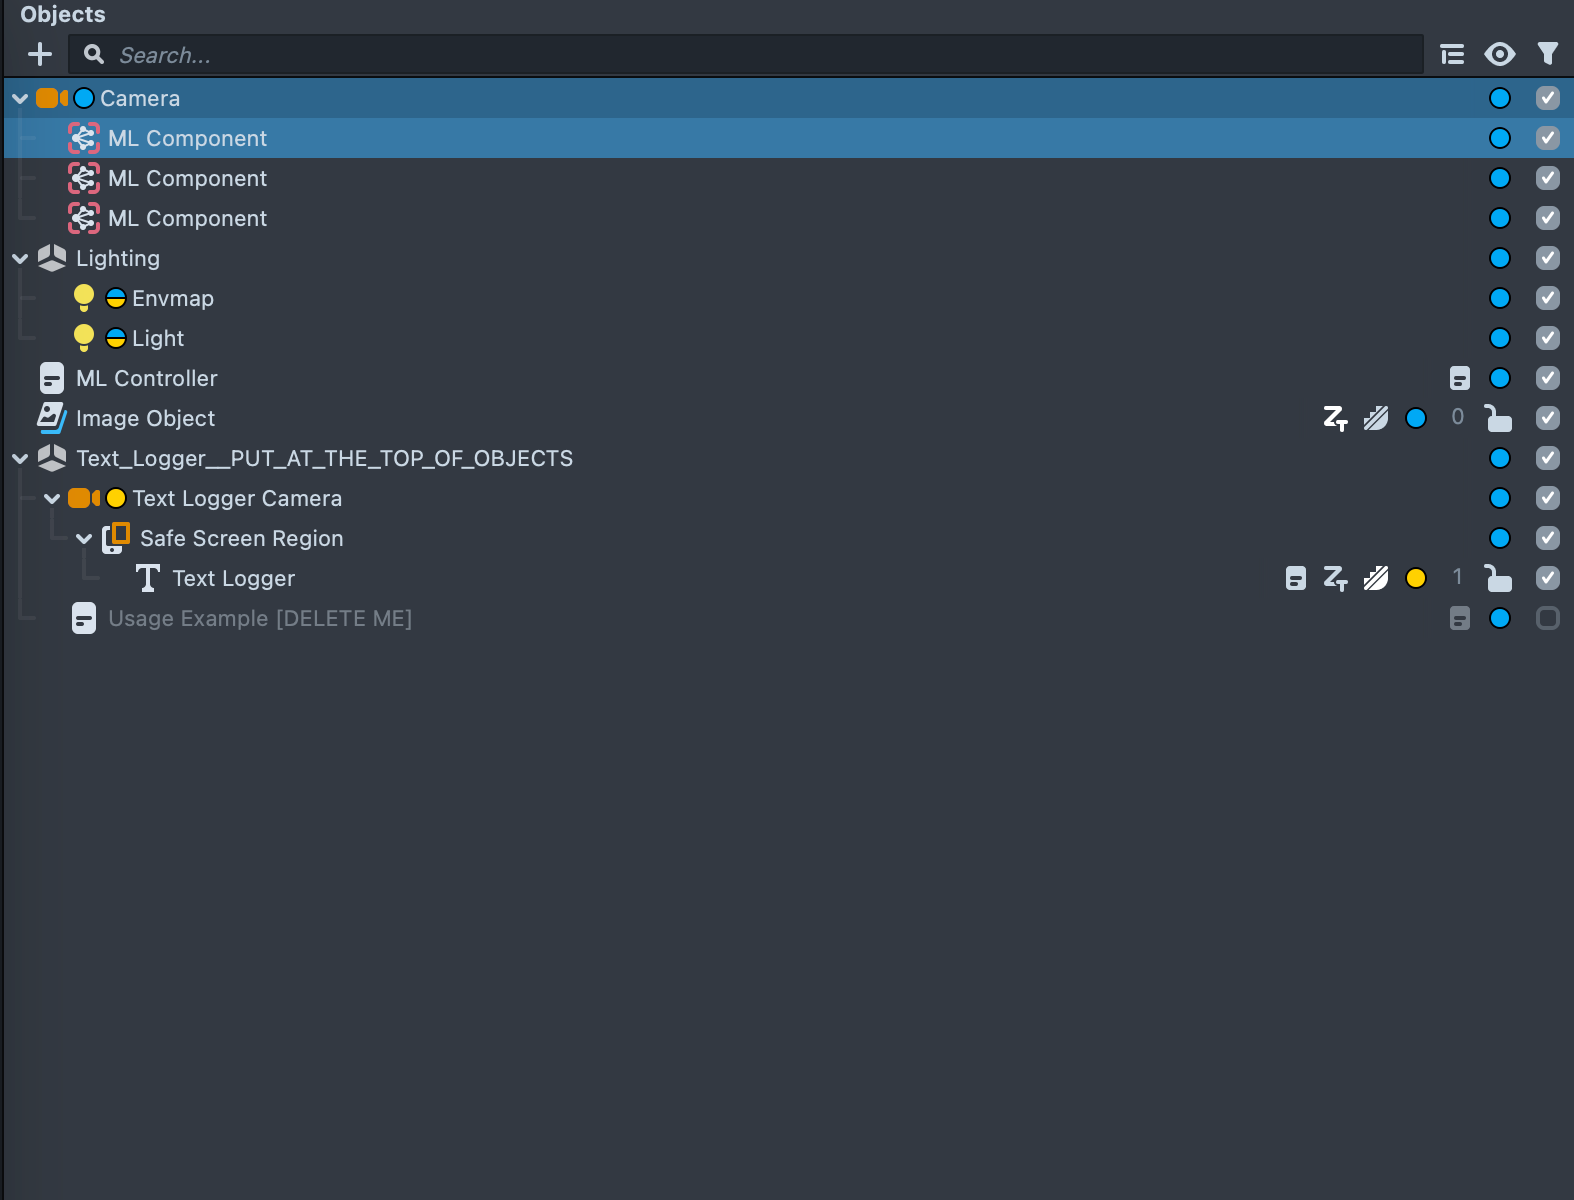 Objects
Search...
Camera
ML Component
ML Component
ML Component
Lighting
Envmap
Light
ML Controller
Image Object 0
Text_Logger__PUT_AT_THE_TOP_OF_OBJECTS
Text Logger Camera
Safe Screen Region
Text Logger 1
Usage Example [DELETE ME]